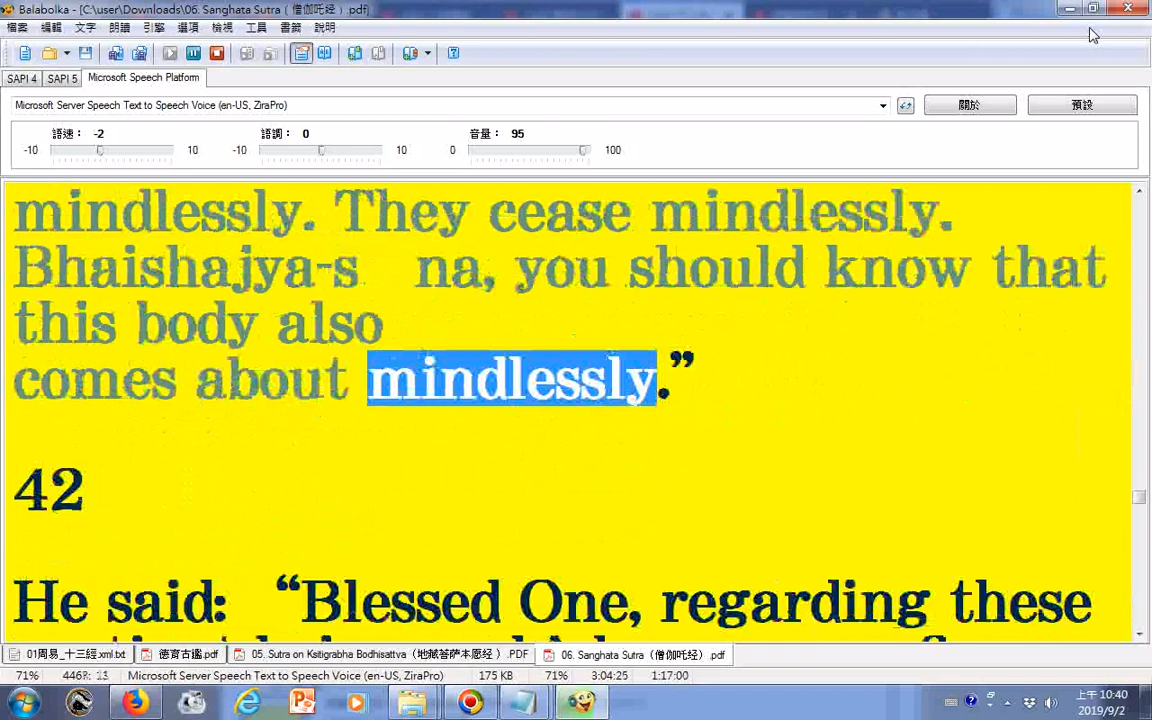 Balabolka - [C:\user\Downloads\06. Sanghata Sutra ( 僧伽吒经 ).pdf]
檔案 編輯 文字 朗讀 引擎 選項 檢視 工具 書籤 說明
SAPI 4 SAPI 5 Microsoft Speech Platform
Microsoft Server Speech Text to Speech Voice (en-US, ZiraPro) 關於 預設
語速： -2 語調： 0 音量： 95
-10 10 -10 10 0 100
mindlessly. They cease mindlessly.
Bhaishajya-s na, you should know that
this body also
comes about mindlessly.”
42
He said: “Blessed One, regarding these
01周易_十三經.xml.txt 德育古鑑.pdf 05. Sutra on Ksitigrabha Bodhisattva（地藏菩萨本愿经 ）.PDF 06. Sanghata Sutra（僧伽吒经）.pdf
71% 446P: 13 Microsoft Server Speech Text to Speech Voice (en-US, ZiraPro) 175 KB 71% 3:04:25 1:17:00
上午 10:40
2019/9/2